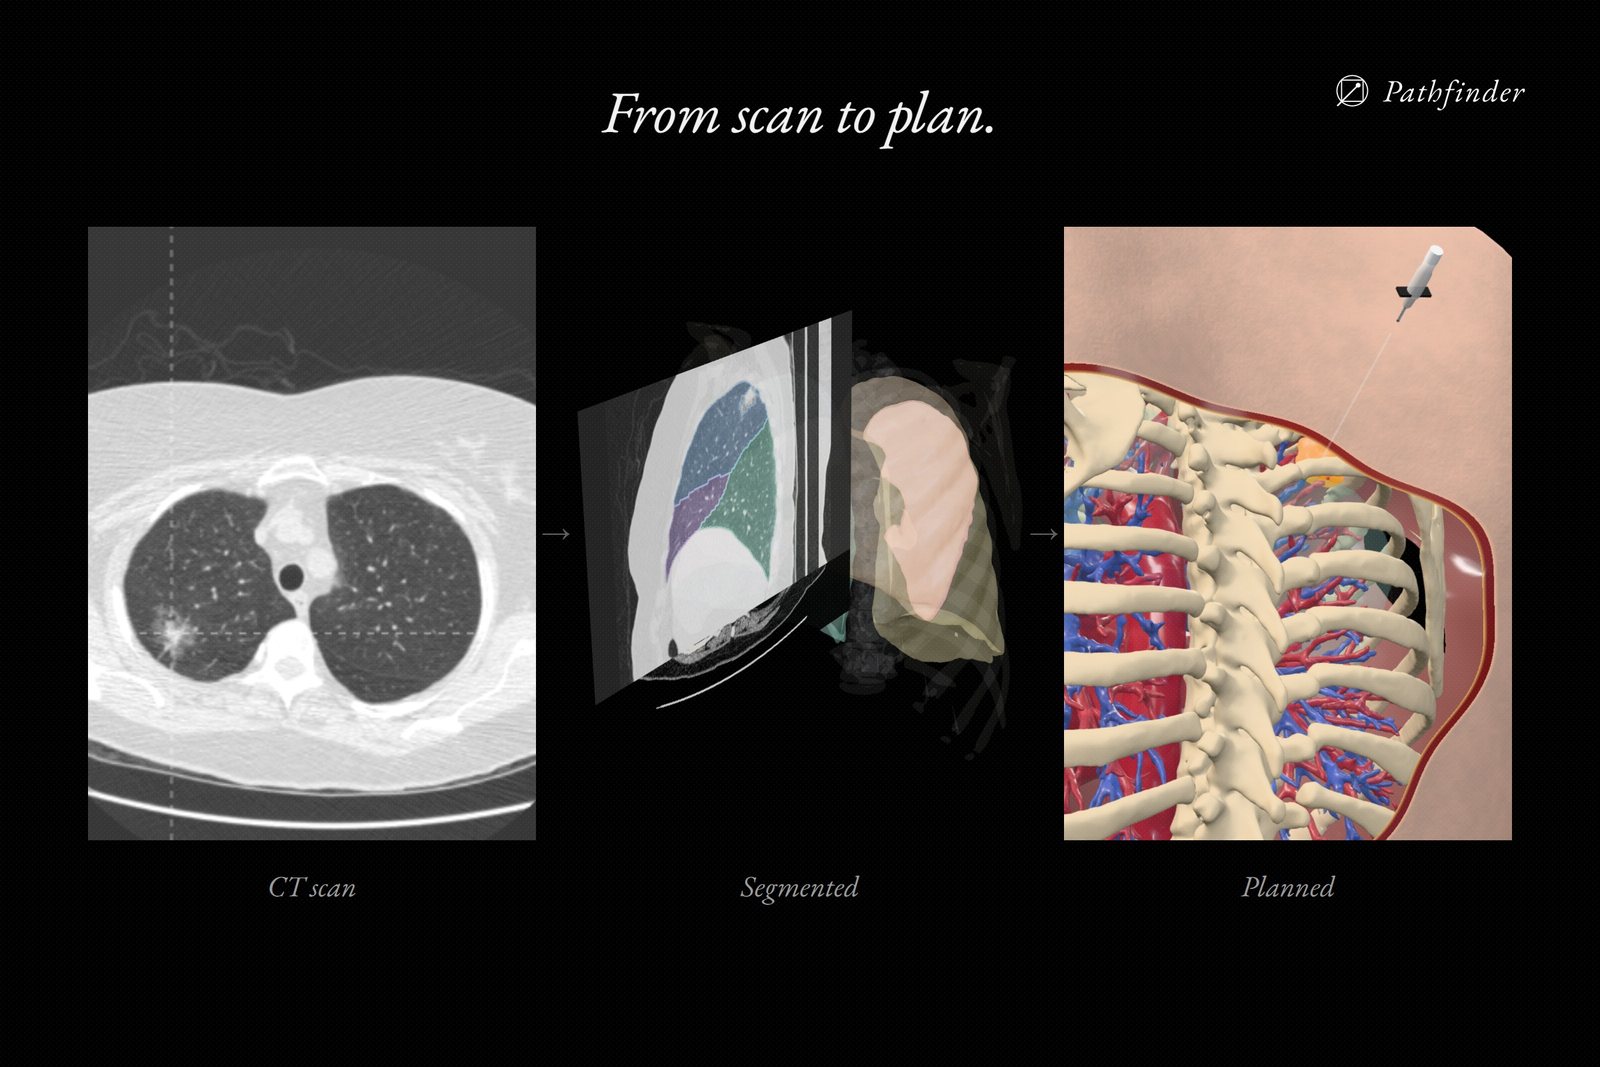 From scan to plan.
Pathfinder
CT scan
Segmented
Planned